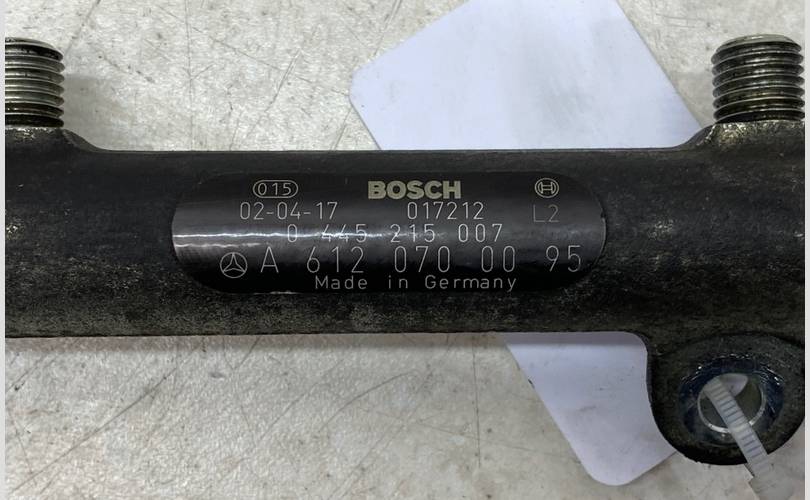 015 BOSCH
02-04-17 017212 L2
0 445 215 007
A 612 070 00 95
Made in Germany